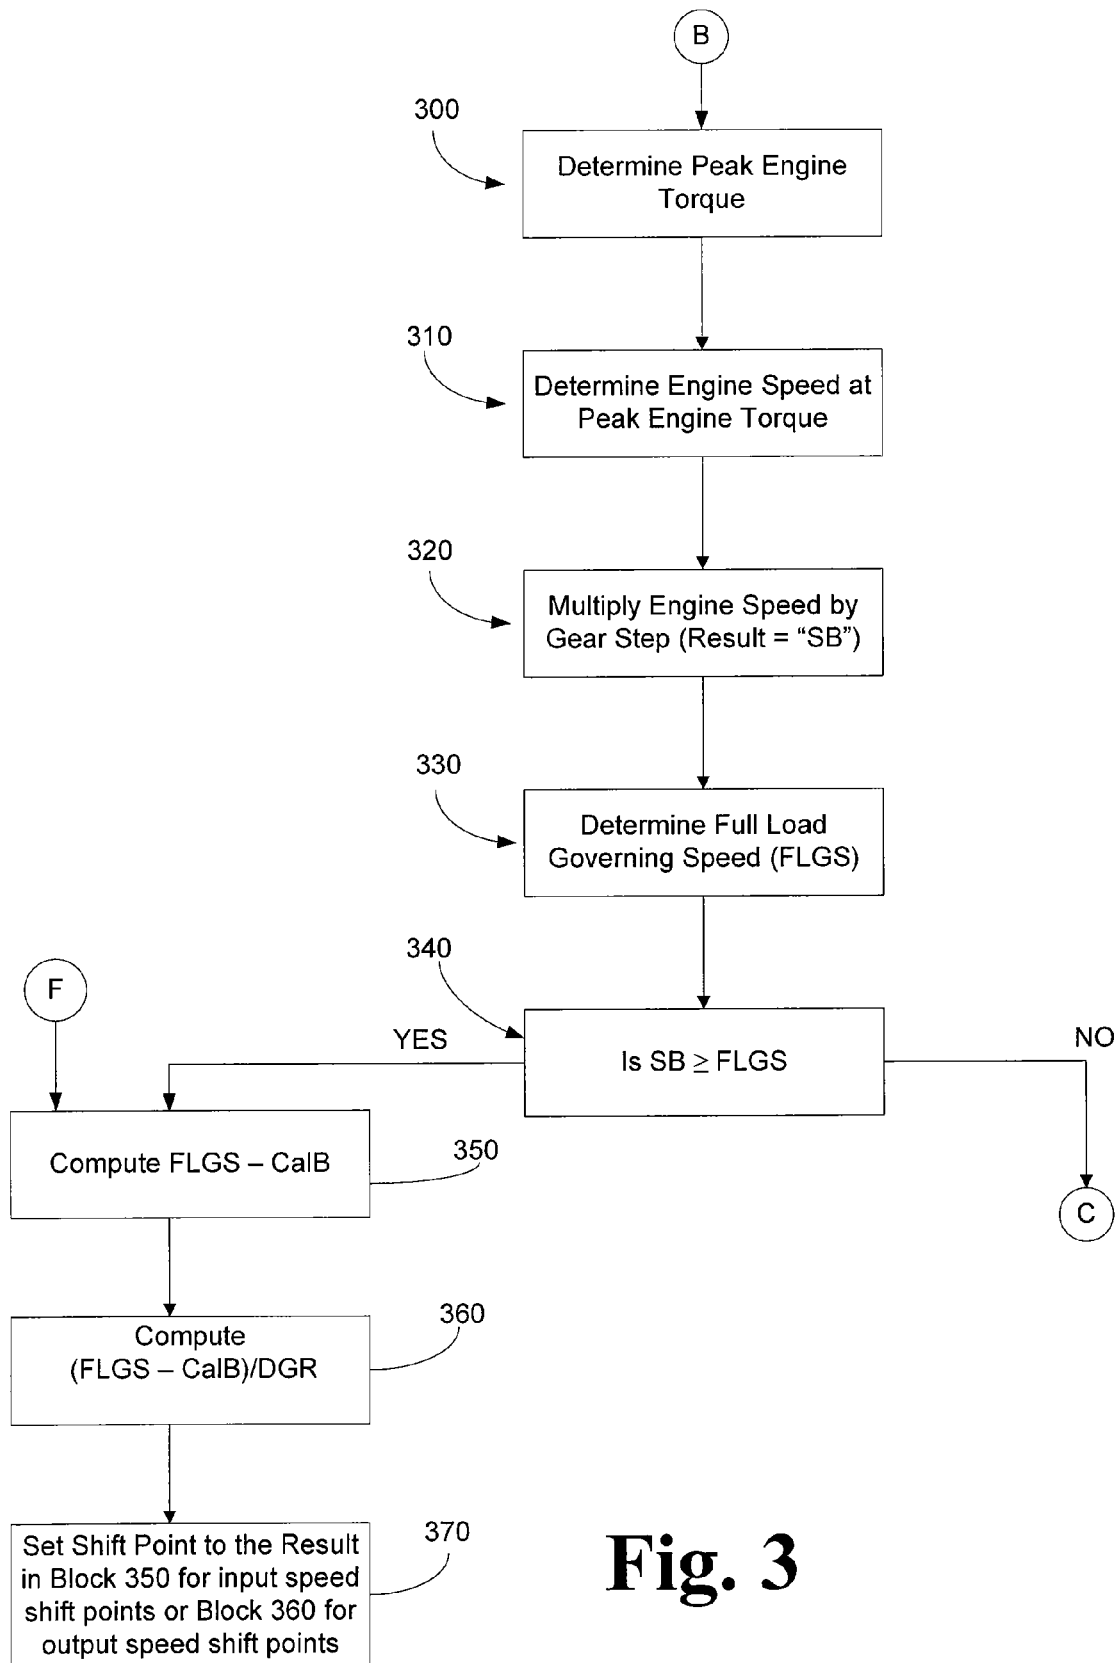 B
300
Determine Peak Engine
Torque
310
Determine Engine Speed at
Peak Engine Torque
320
Multiply Engine Speed by
Gear Step (Result = “SB”)
330
Determine Full Load
Governing Speed (FLGS)
340
F
YES
Is SB ≥ FLGS
NO
Compute FLGS – CalB
350
C
Compute
(FLGS – CalB)/DGR
360
Set Shift Point to the Result
in Block 350 for input speed
shift points or Block 360 for
output speed shift points
370
Fig. 3